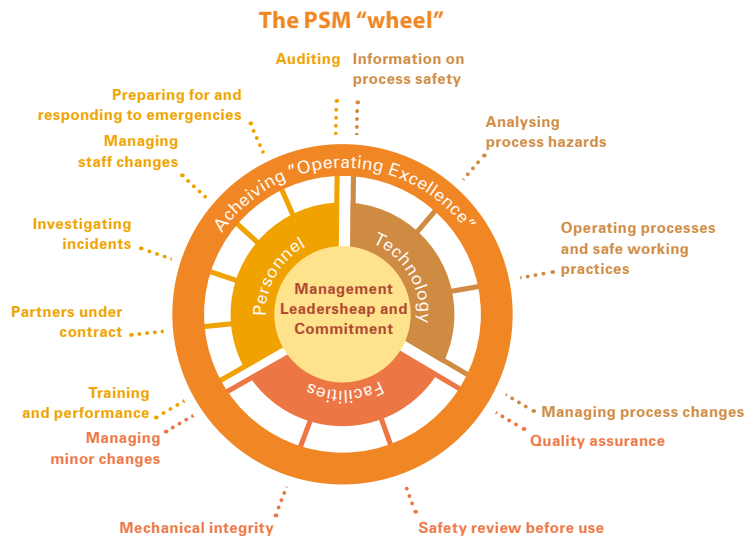 The PSM “wheel”
Auditing
Information on
process safety
Preparing for and
responding to emergencies
Analysing
process hazards
Managing
staff changes
Acheiving "Operating Excellence"
Investigating
incidents
Operating processes
and safe working
practices
Personnel
Technology
Management
Leadersheap and
Commitment
Partners under
contract
Facilities
Training
and performance
Managing process changes
Managing
minor changes
Quality assurance
Mechanical integrity
Safety review before use